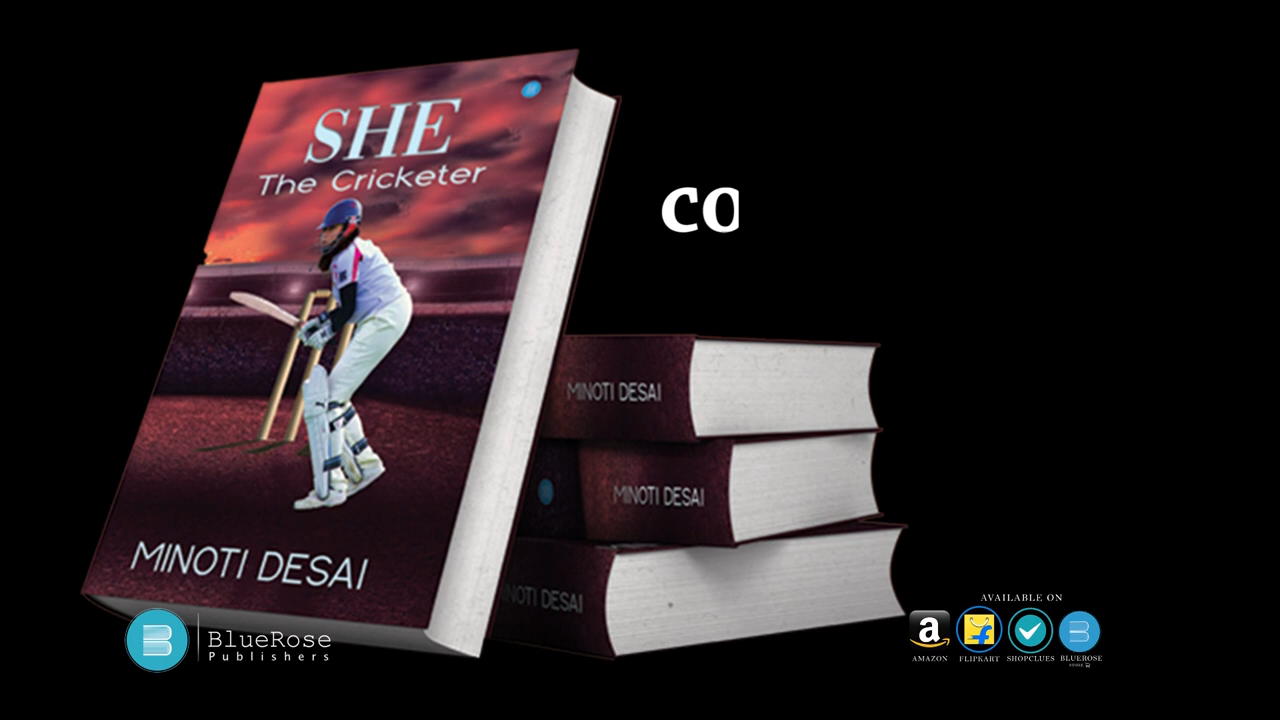 SHE
The Cricketer
MINOTI DESAI
co
MINOTI DESAI
MINOTI DESAI
NOTI DESAI
BlueRose
Publishers
AVAILABLE ON
AMAZON FLIPKART SHOPCLUES BLUEROSE